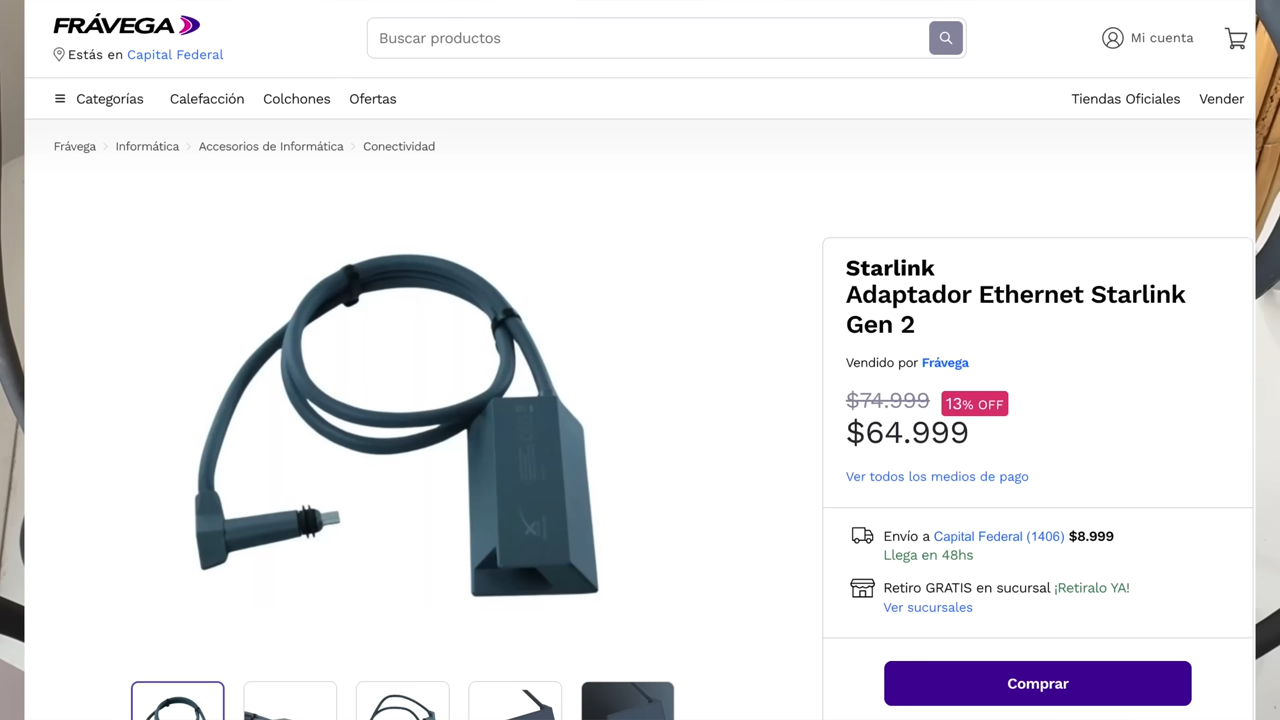 FRÁVEGA
Estás en Capital Federal
Buscar productos
Mi cuenta
Categorías
Calefacción
Colchones
Ofertas
Tiendas Oficiales
Vender
Frávega
Informática
Accesorios de Informática
Conectividad
Starlink
Adaptador Ethernet Starlink
Gen 2
Vendido por Frávega
$74.999 13% OFF
$64.999
Ver todos los medios de pago
Envío a Capital Federal (1406) $8.999
Llega en 48hs
Retiro GRATIS en sucursal ¡Retiralo YA!
Ver sucursales
Comprar